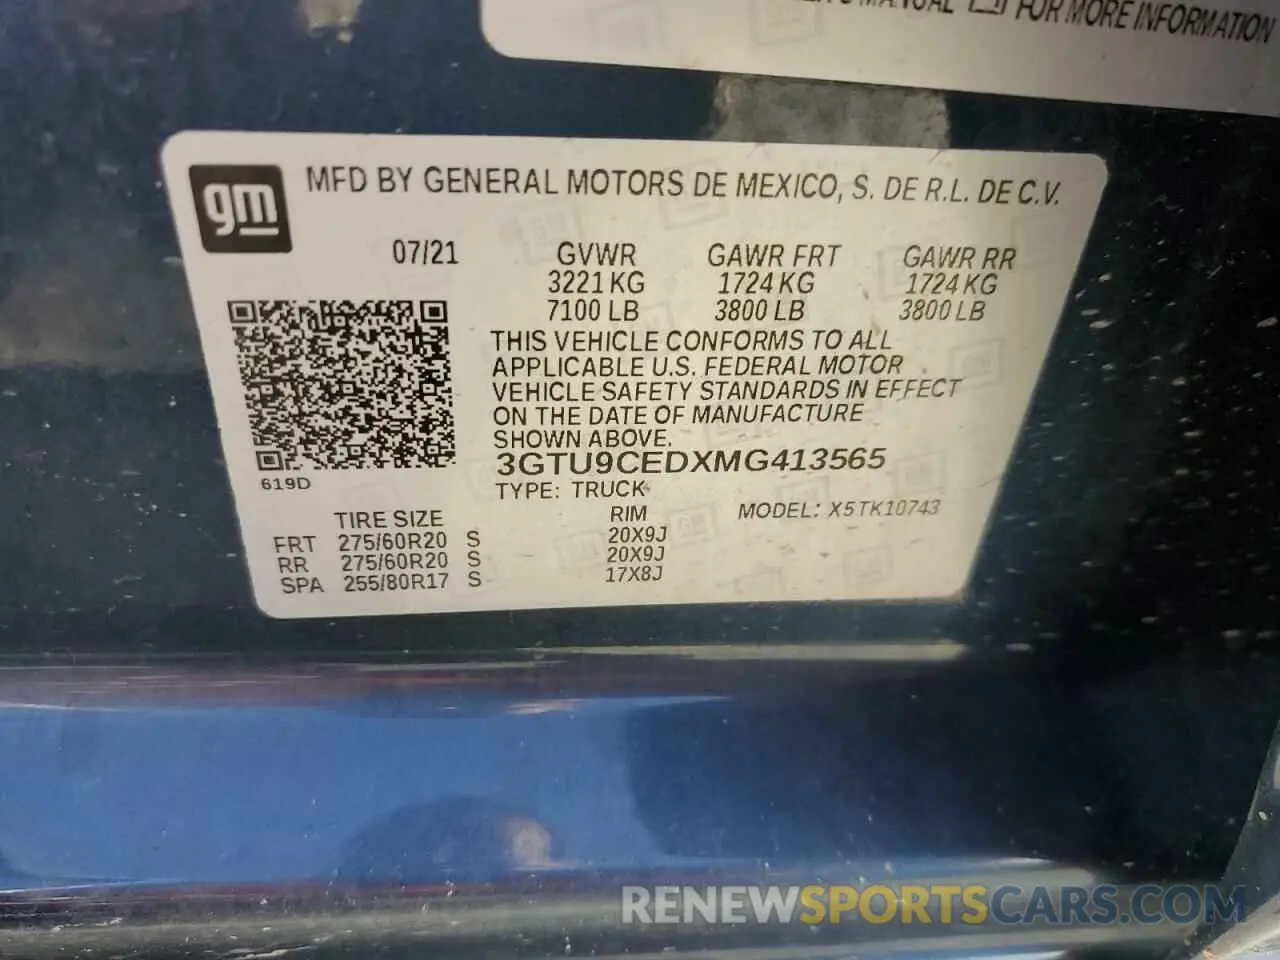 MANUAL FOR MORE INFORMATION
gm
MFD BY GENERAL MOTORS DE MEXICO, S. DE R.L. DE C.V.
07/21 GVWR GAWR FRT GAWR RR
3221 KG 1724 KG 1724 KG
7100 LB 3800 LB 3800 LB
THIS VEHICLE CONFORMS TO ALL
APPLICABLE U.S. FEDERAL MOTOR
VEHICLE SAFETY STANDARDS IN EFFECT
ON THE DATE OF MANUFACTURE
SHOWN ABOVE.
3GTU9CEDXMG413565
619D
TYPE: TRUCK
MODEL: X5TK10743
TIRE SIZE RIM
FRT 275/60R20 S 20X9J
RR 275/60R20 S 20X9J
SPA 255/80R17 S 17X8J
RENEWSPORTSCARS.COM